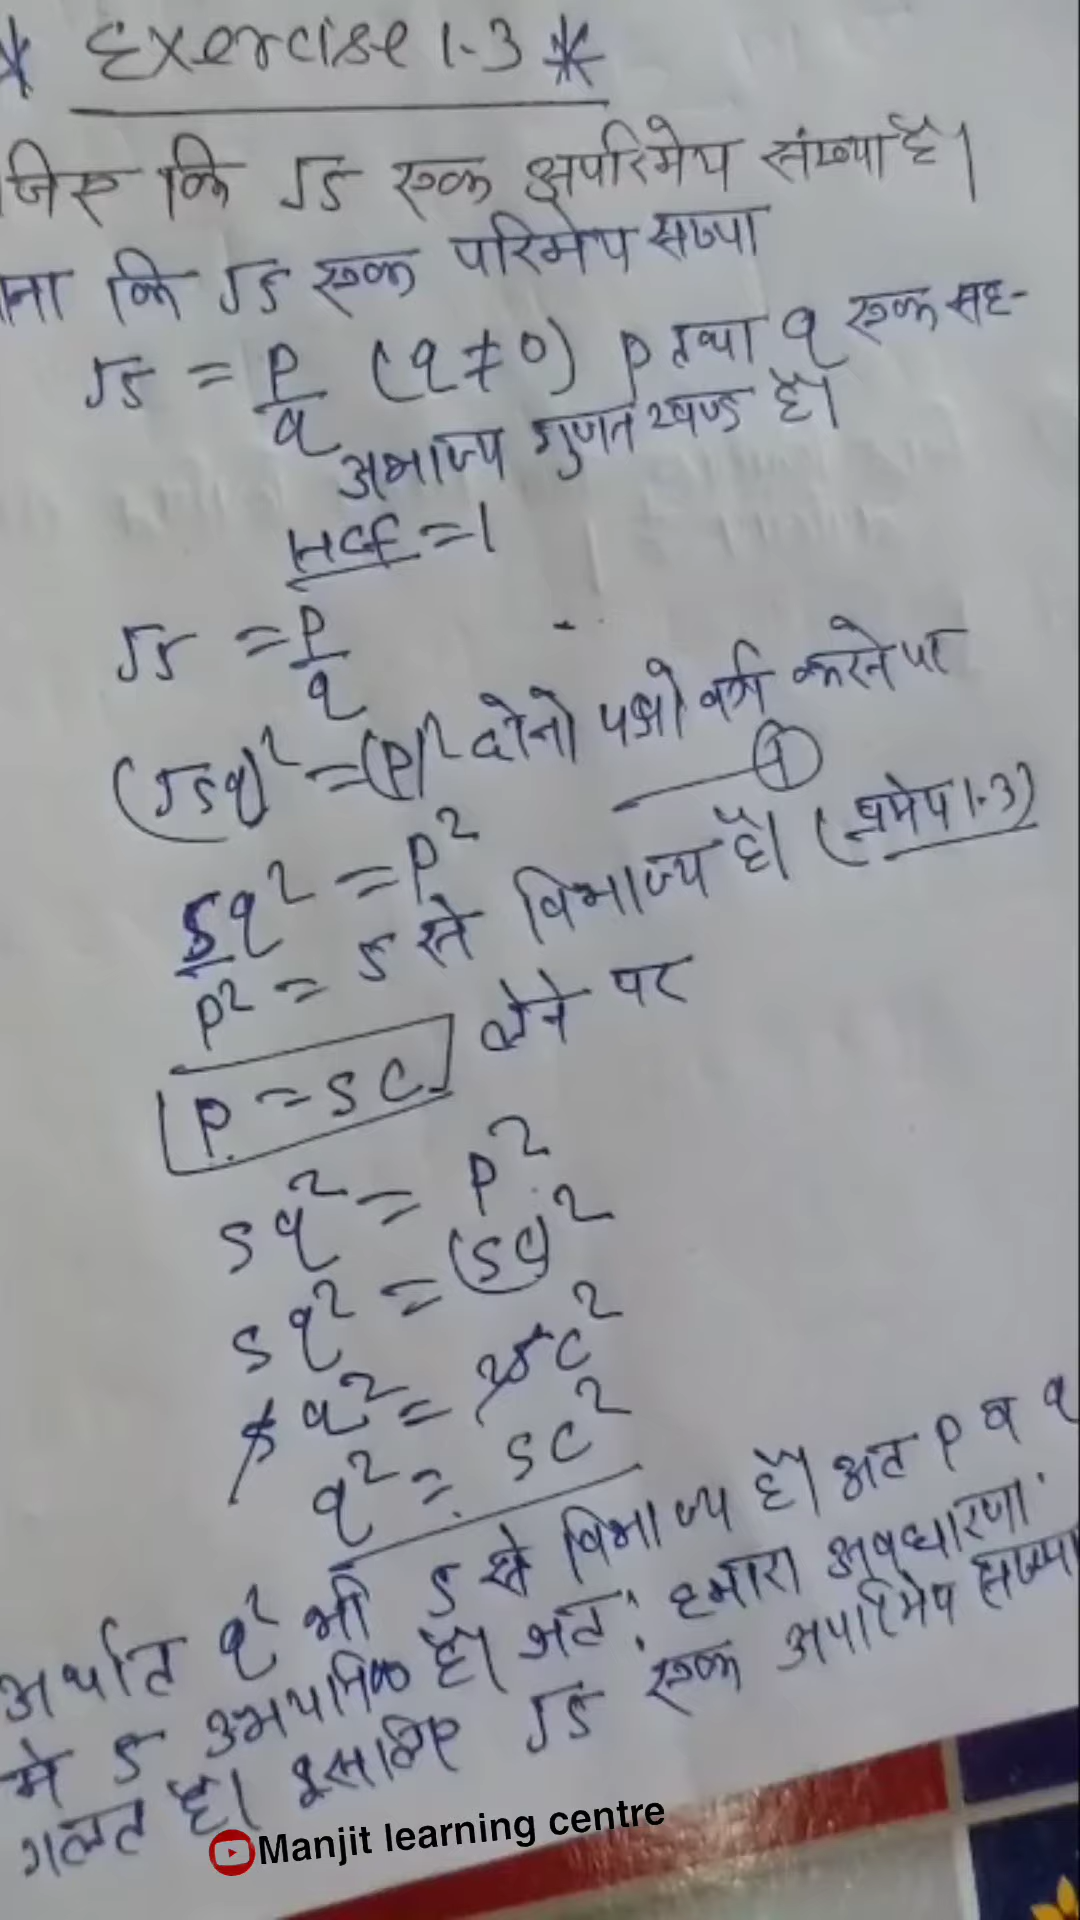 * Exercise 1.3 *
जिए कि √5 एक अपरिमेय संख्या है।
ना कि √5 एक परिमेय सख्या
√5 = p/q (q ≠ 0) p तथा q एक सह-
अभाज्य गुणनखण्ड है।
HCF = 1
√5 = p/q
(√5q)² = (p)² दोनो पक्षो वर्ग करने पर
①
5q² = p²
p² = 5 से विभाज्य है। (प्रमेय 1.3)
p = 5c लेने पर
5q² = p²
5q² = (5c)²
5q² = 25c²
q² = 5c²
अर्थात q² भी 5 से विभाज्य है। अत p व q
मे 5 उभयनिष्ठ है। अत: हमारा अवधारणा
गलत है। इसलिए √5 एक अपरिमेय संख्या
Manjit learning centre